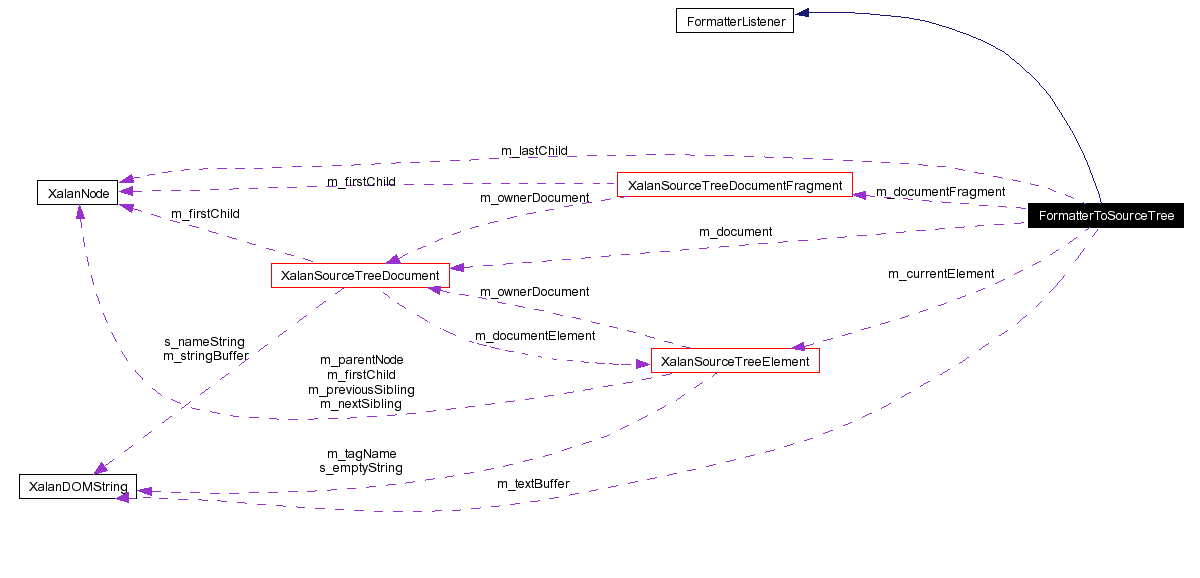 FormatterListener
m_lastChild
m_firstChild
XalanSourceTreeDocumentFragment
XalanNode
m_documentFragment
m_ownerDocument
m_firstChild
FormatterToSourceTree
m_document
XalanSourceTreeDocument
m_currentElement
m_ownerDocument
m_documentElement
s_nameString
m_stringBuffer
m_parentNode
m_firstChild
m_previousSibling
m_nextSibling
XalanSourceTreeElement
m_tagName
s_emptyString
XalanDOMString
m_textBuffer